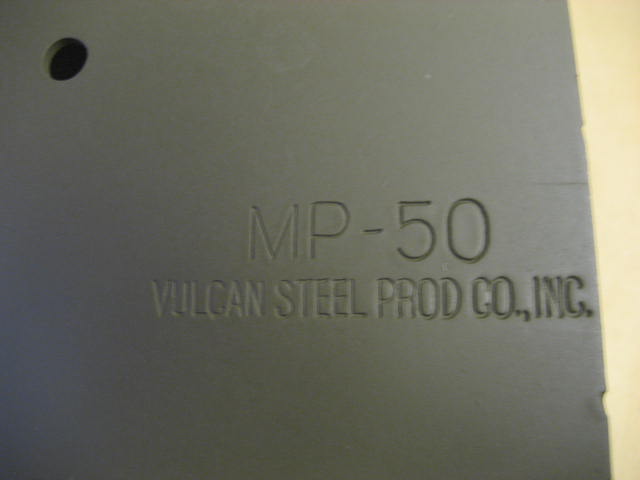 MP-50
VULCAN STEEL PROD CO., INC.